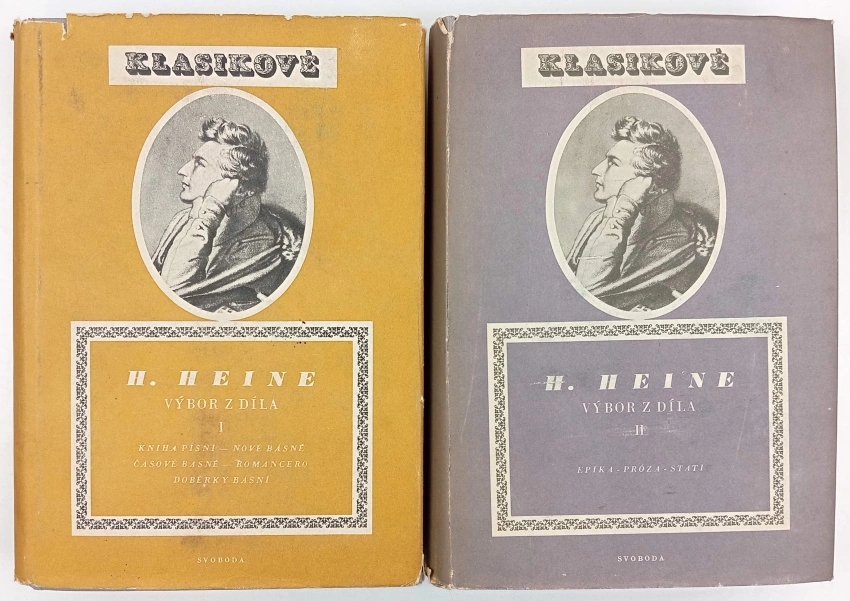 KLASIKOVÉ
H. HEINE
VÝBOR Z DÍLA
I
KNIHA PÍSNÍ — NOVÉ BÁSNĚ
ČASOVÉ BÁSNĚ — ROMANCERO
DOBĚRKY BÁSNÍ
SVOBODA
KLASIKOVÉ
H. HEINE
VÝBOR Z DÍLA
II
EPIKA - PRÓZA - STATI
SVOBODA